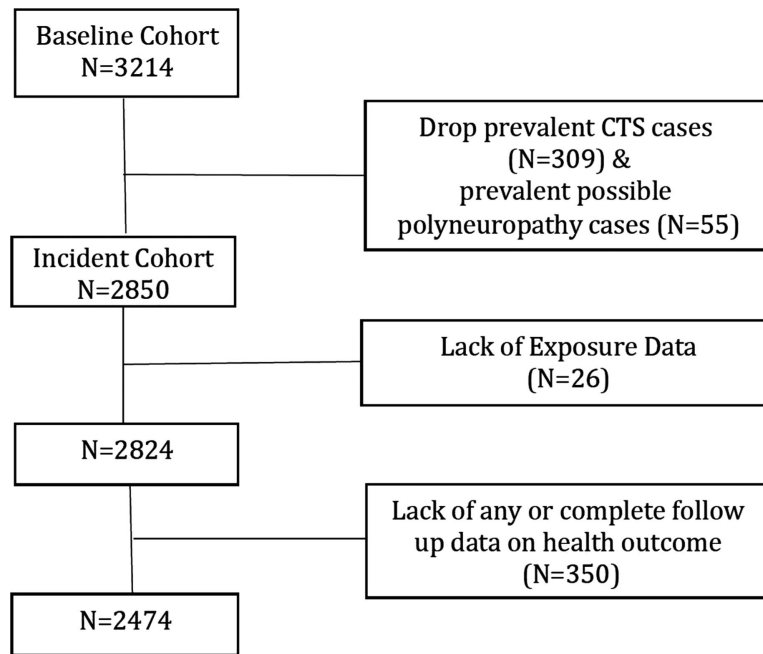 Baseline Cohort
N=3214
Drop prevalent CTS cases
(N=309) &
prevalent possible
polyneuropathy cases (N=55)
Incident Cohort
N=2850
Lack of Exposure Data
(N=26)
N=2824
Lack of any or complete follow
up data on health outcome
(N=350)
N=2474